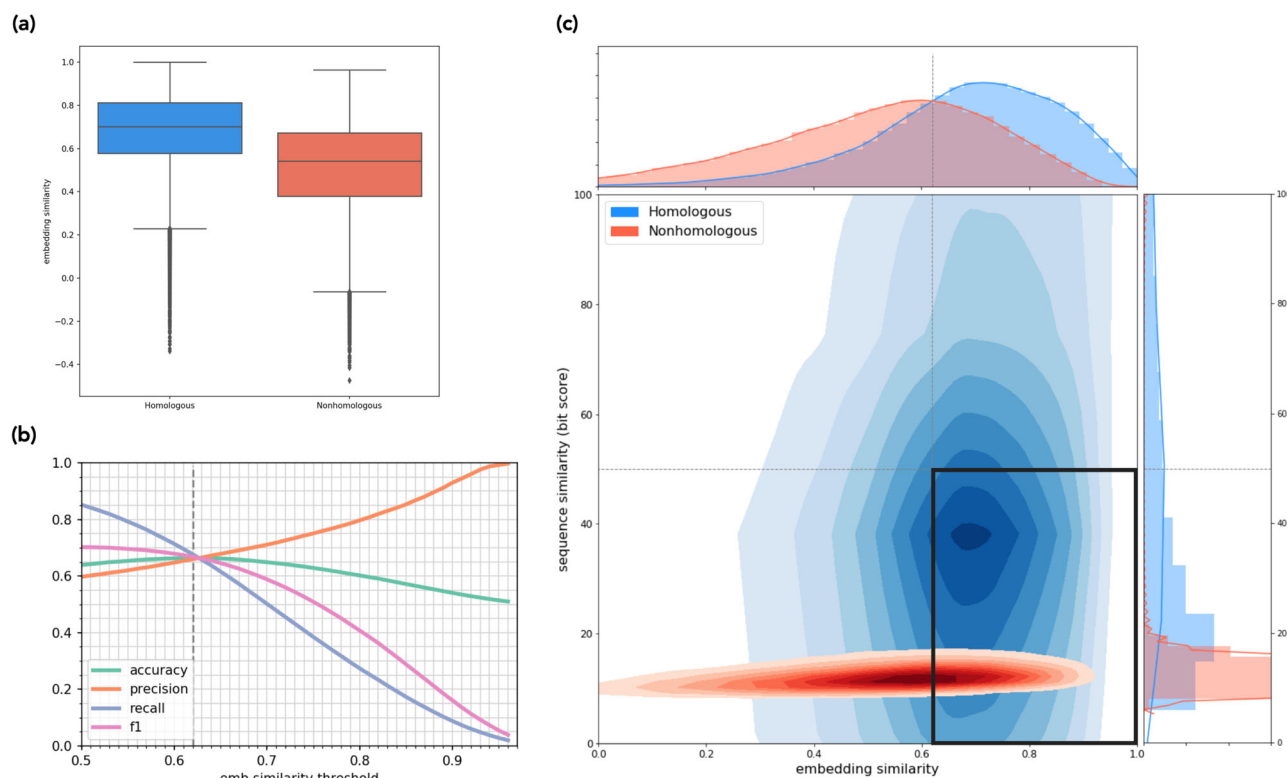 (a)
embedding similarity
1.0
0.8
0.6
0.4
0.2
0.0
−0.2
−0.4
Homologous
Nonhomologous
(b)
1.0
0.8
0.6
0.4
0.2
0.0
accuracy
precision
recall
f1
0.5
0.6
0.7
0.8
0.9
emb similarity threshold
(c)
Homologous
Nonhomologous
sequence similarity (bit score)
100
80
60
40
20
0
0.0
0.2
0.4
0.6
0.8
1.0
embedding similarity
80
60
40
20
0